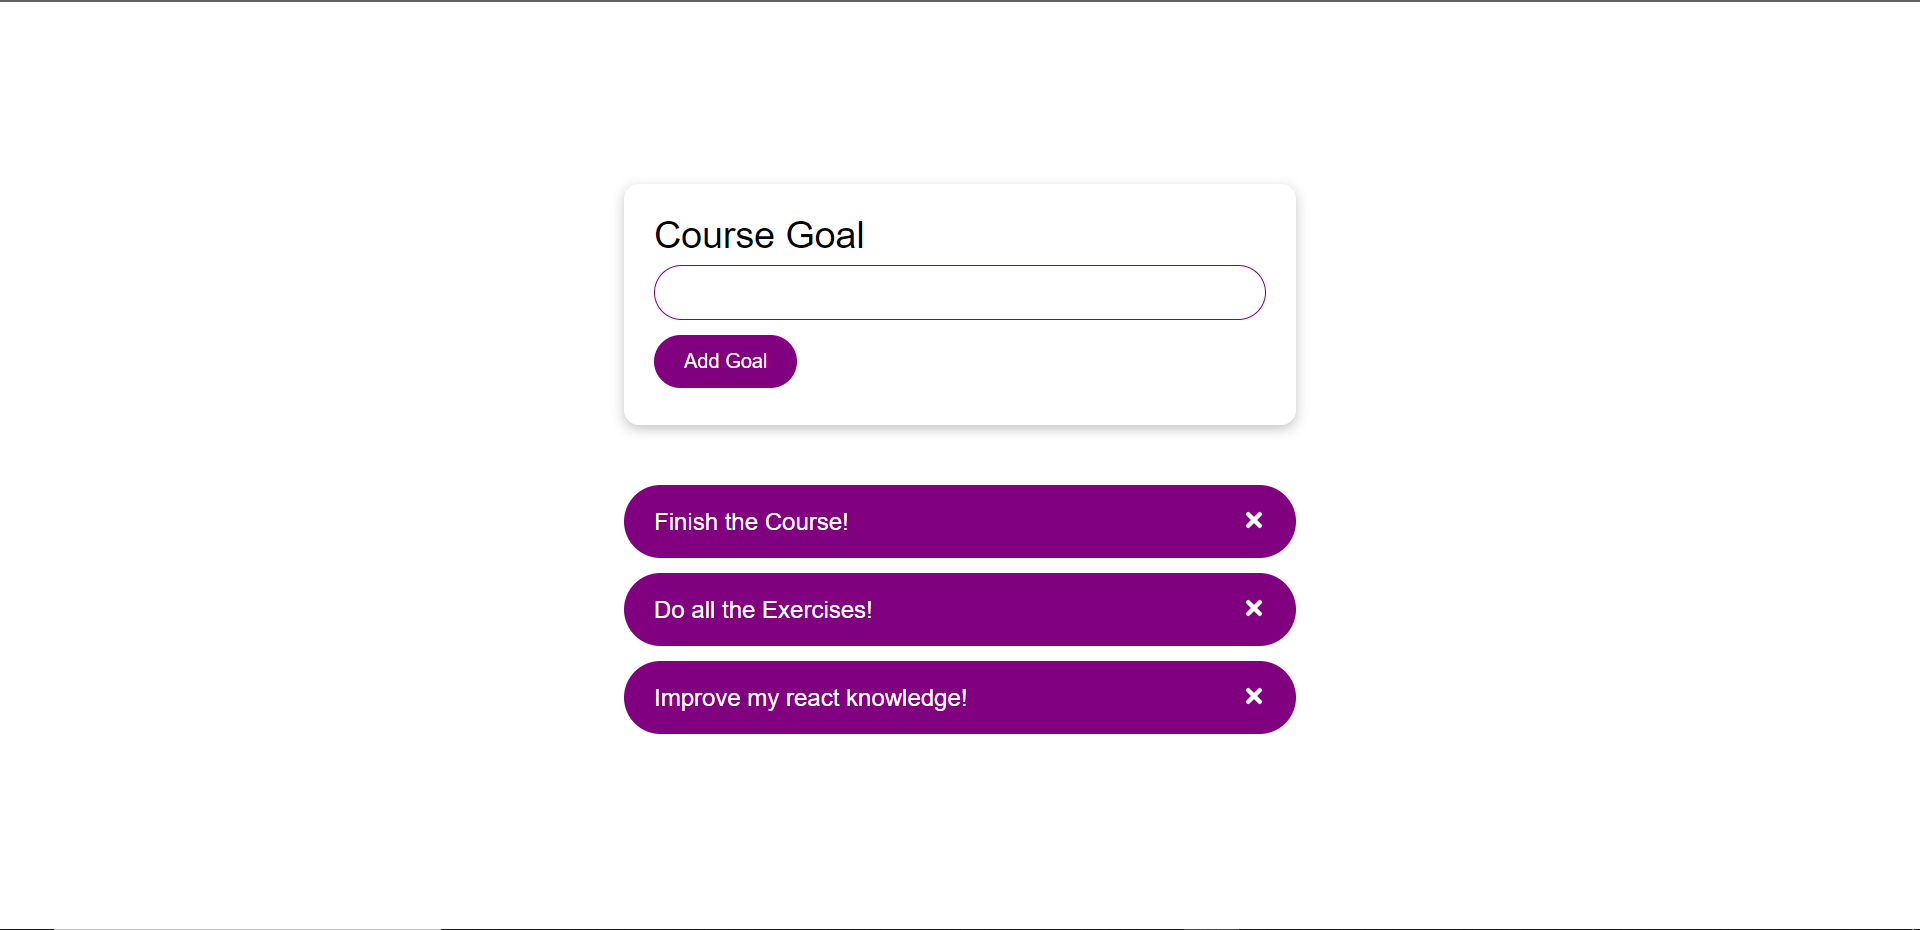 Course Goal
Add Goal
Finish the Course!
Do all the Exercises!
Improve my react knowledge!